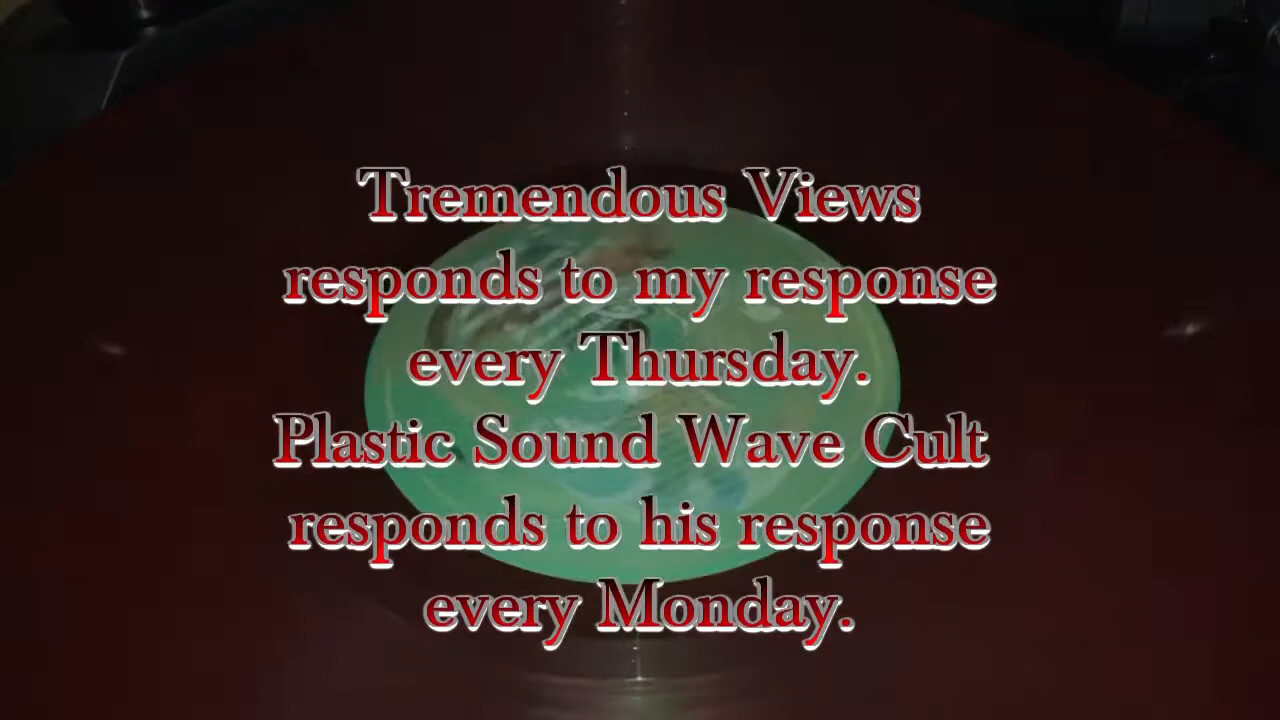 Tremendous Views
responds to my response
every Thursday.
Plastic Sound Wave Cult
responds to his response
every Monday.